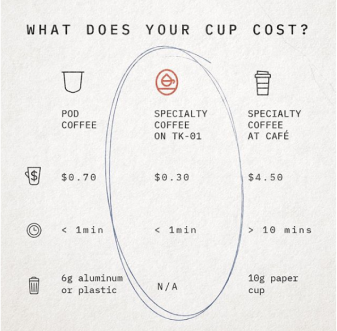 WHAT DOES YOUR CUP COST?
POD
COFFEE
SPECIALTY
COFFEE
ON TK-01
SPECIALTY
COFFEE
AT CAFÉ
$
$0.70
$0.30
$4.50
< 1min
< 1min
> 10 mins
6g aluminum
or plastic
N/A
10g paper
cup